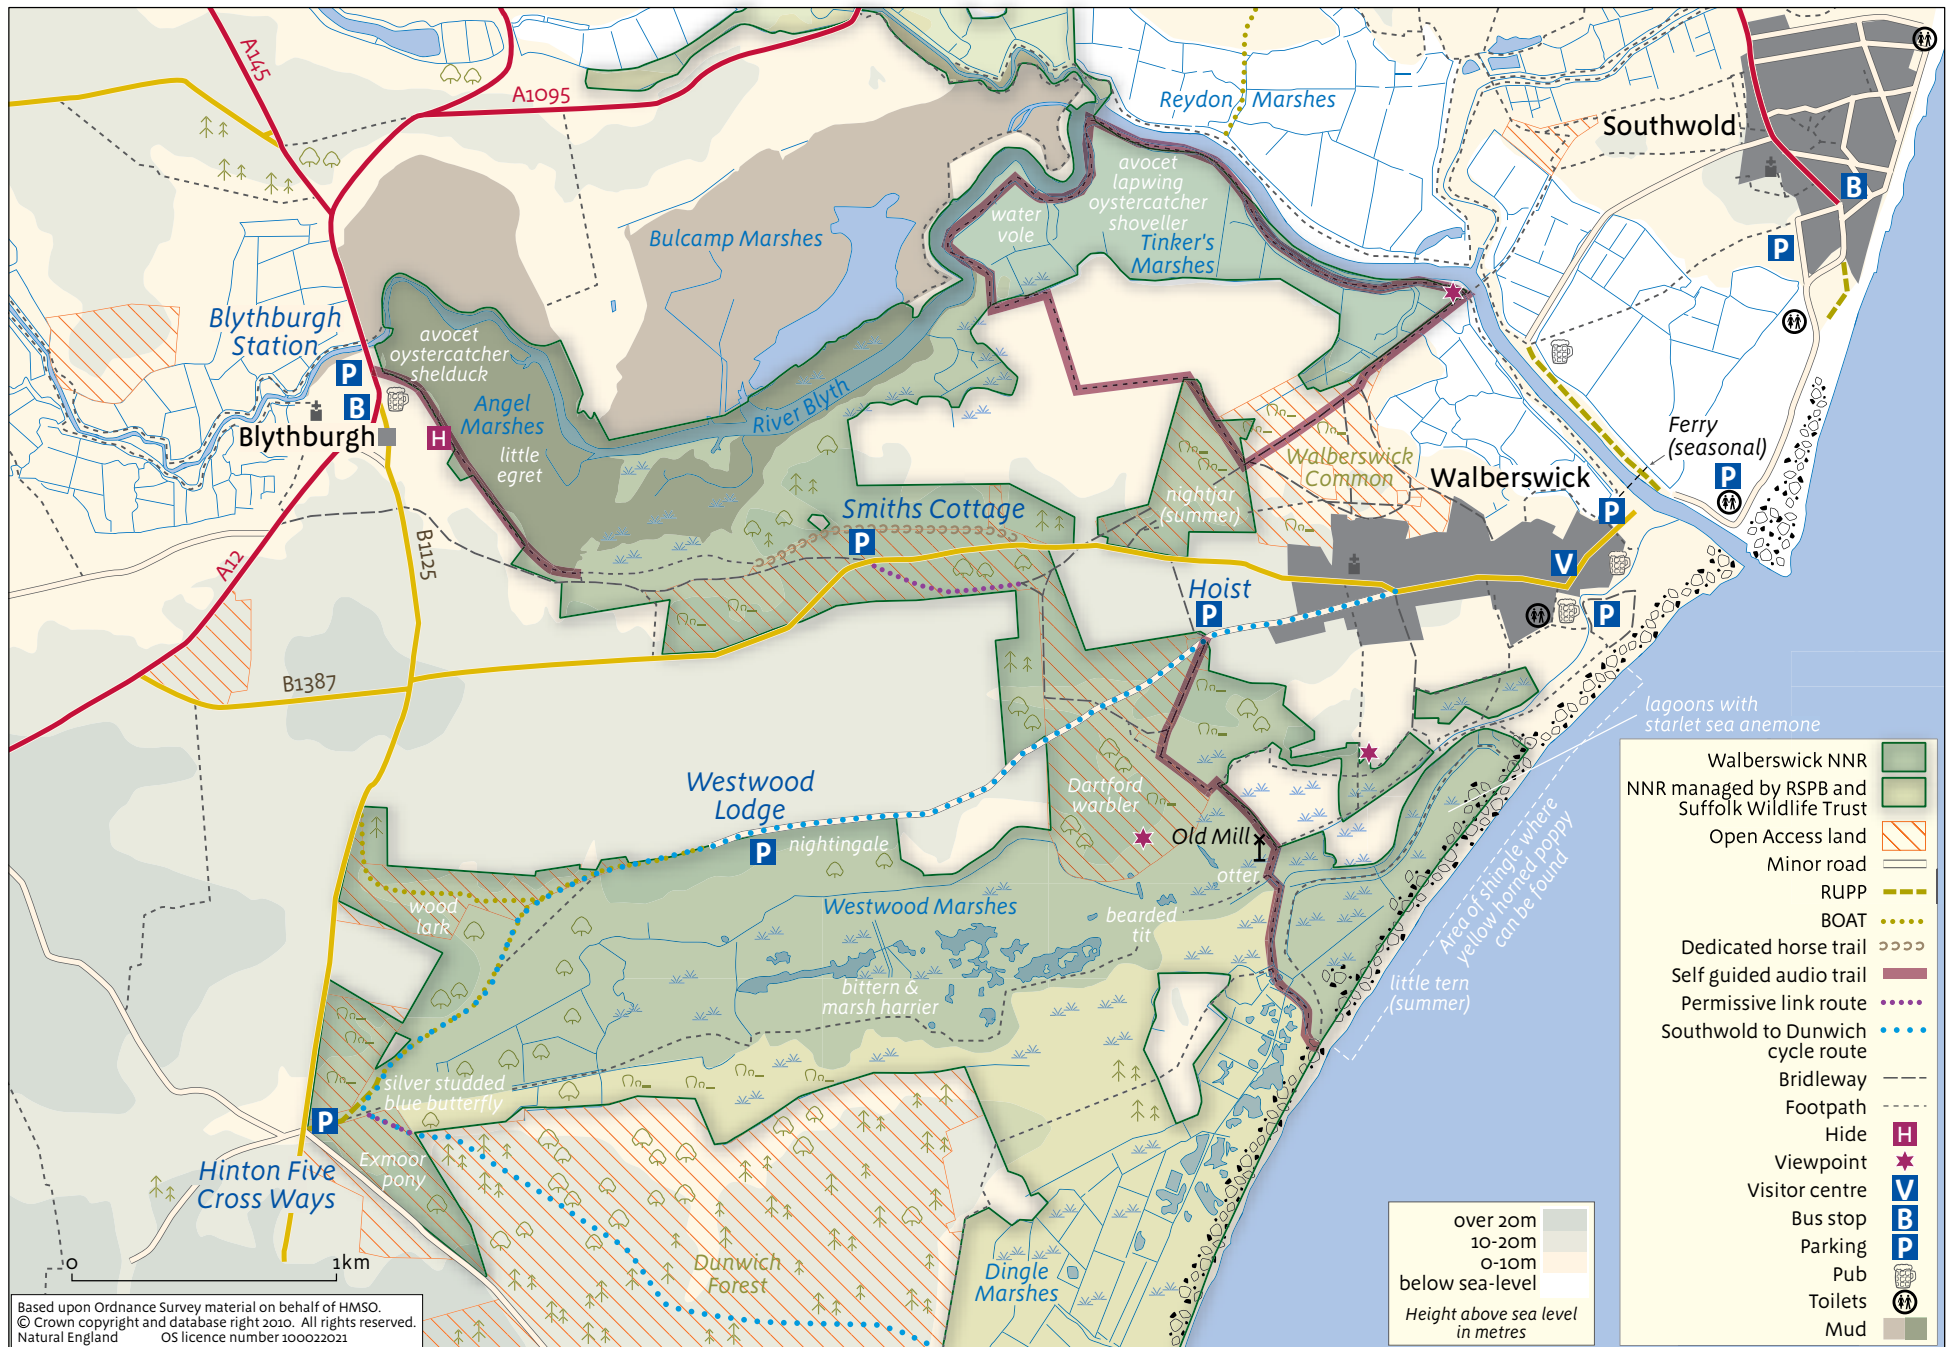 A145
A1095
Reydon Marshes
Southwold
B
P
avocet
lapwing
oystercatcher
shoveller
Tinker's
Marshes
water
vole
Bulcamp Marshes
Blythburgh
Station
P
B
Blythburgh
avocet
oystercatcher
shelduck
Angel
Marshes
little
egret
H
River Blyth
Ferry
(seasonal)
P
Walberswick
Common
Walberswick
P
V
P
nightjar
(summer)
Smiths Cottage
P
Hoist
P
A12
B1125
B1387
lagoons with
starlet sea anemone
Westwood
Lodge
P
nightingale
Dartford
warbler
Old Mill
otter
wood
lark
Westwood Marshes
bearded
tit
bittern &
marsh harrier
Area of shingle where
yellow horned poppy
can be found
little tern
(summer)
silver studded
blue butterfly
P
Hinton Five
Cross Ways
Exmoor
pony
Dunwich
Forest
Dingle
Marshes
0 1km
Based upon Ordnance Survey material on behalf of HMSO.
© Crown copyright and database right 2010. All rights reserved.
Natural England OS licence number 100022021
over 20m
10-20m
0-10m
below sea-level
Height above sea level
in metres
Walberswick NNR
NNR managed by RSPB and
Suffolk Wildlife Trust
Open Access land
Minor road
RUPP
BOAT
Dedicated horse trail
Self guided audio trail
Permissive link route
Southwold to Dunwich
cycle route
Bridleway
Footpath
Hide H
Viewpoint
Visitor centre V
Bus stop B
Parking P
Pub
Toilets
Mud